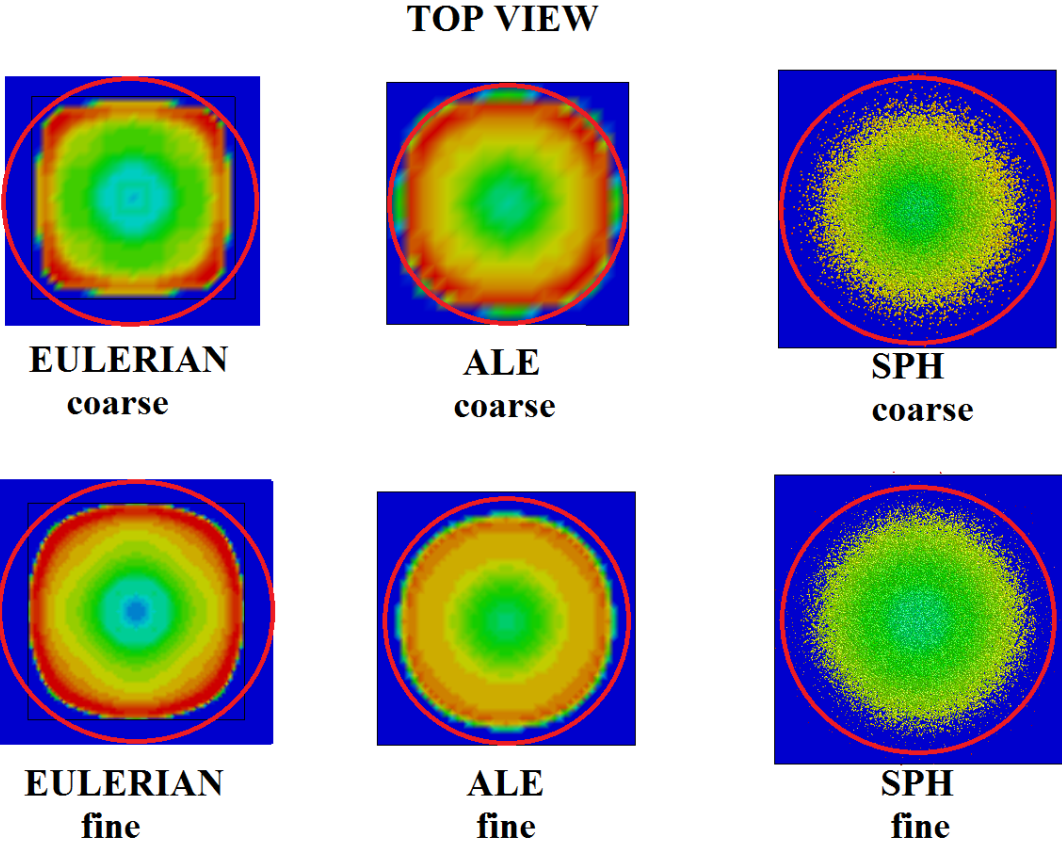 TOP VIEW
EULERIAN
coarse
ALE
coarse
SPH
coarse
EULERIAN
fine
ALE
fine
SPH
fine